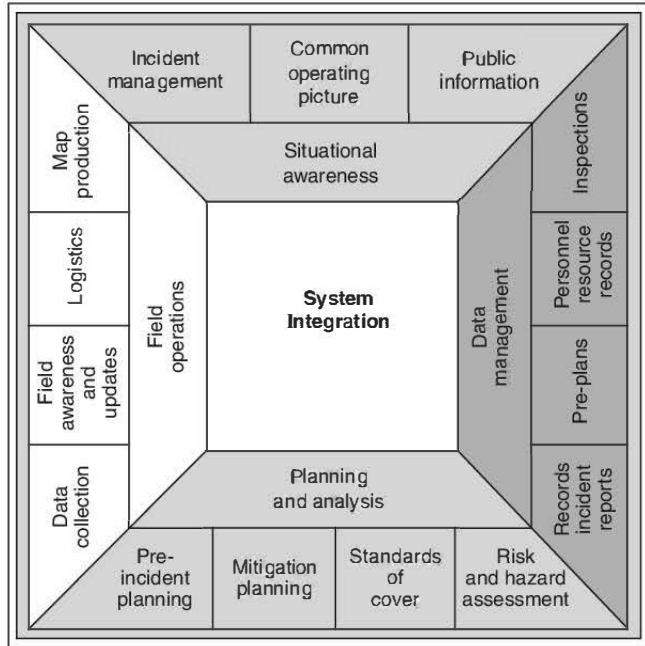 Incident
management
Common
operating
picture
Public
information
Situational
awareness
Map
production
Logistics
Field
awareness
and
updates
Data
collection
Field
operations
System
Integration
Data
management
Inspections
Personnel
resource
records
Pre-plans
Records
incident
reports
Planning
and analysis
Pre-
incident
planning
Mitigation
planning
Standards
of
cover
Risk
and hazard
assessment